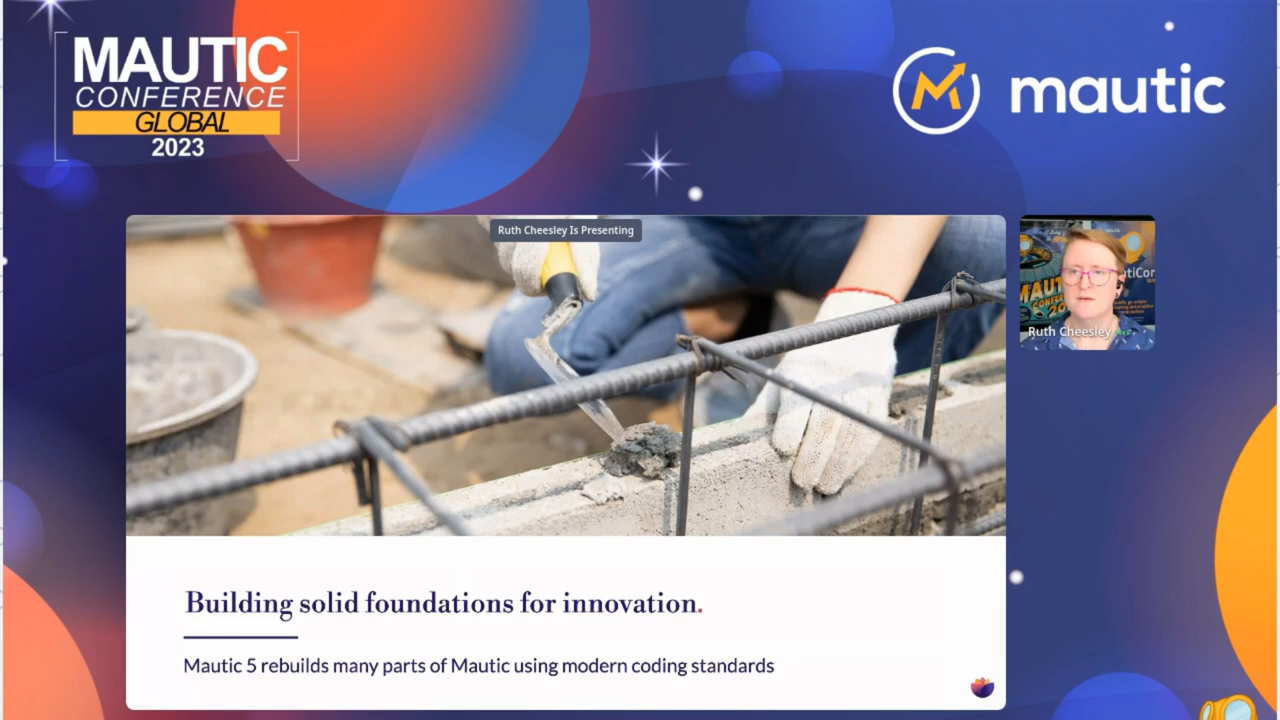 MAUTIC
CONFERENCE
GLOBAL
2023
mautic
Ruth Cheesley Is Presenting
Ruth Cheesley
Building solid foundations for innovation.
Mautic 5 rebuilds many parts of Mautic using modern coding standards